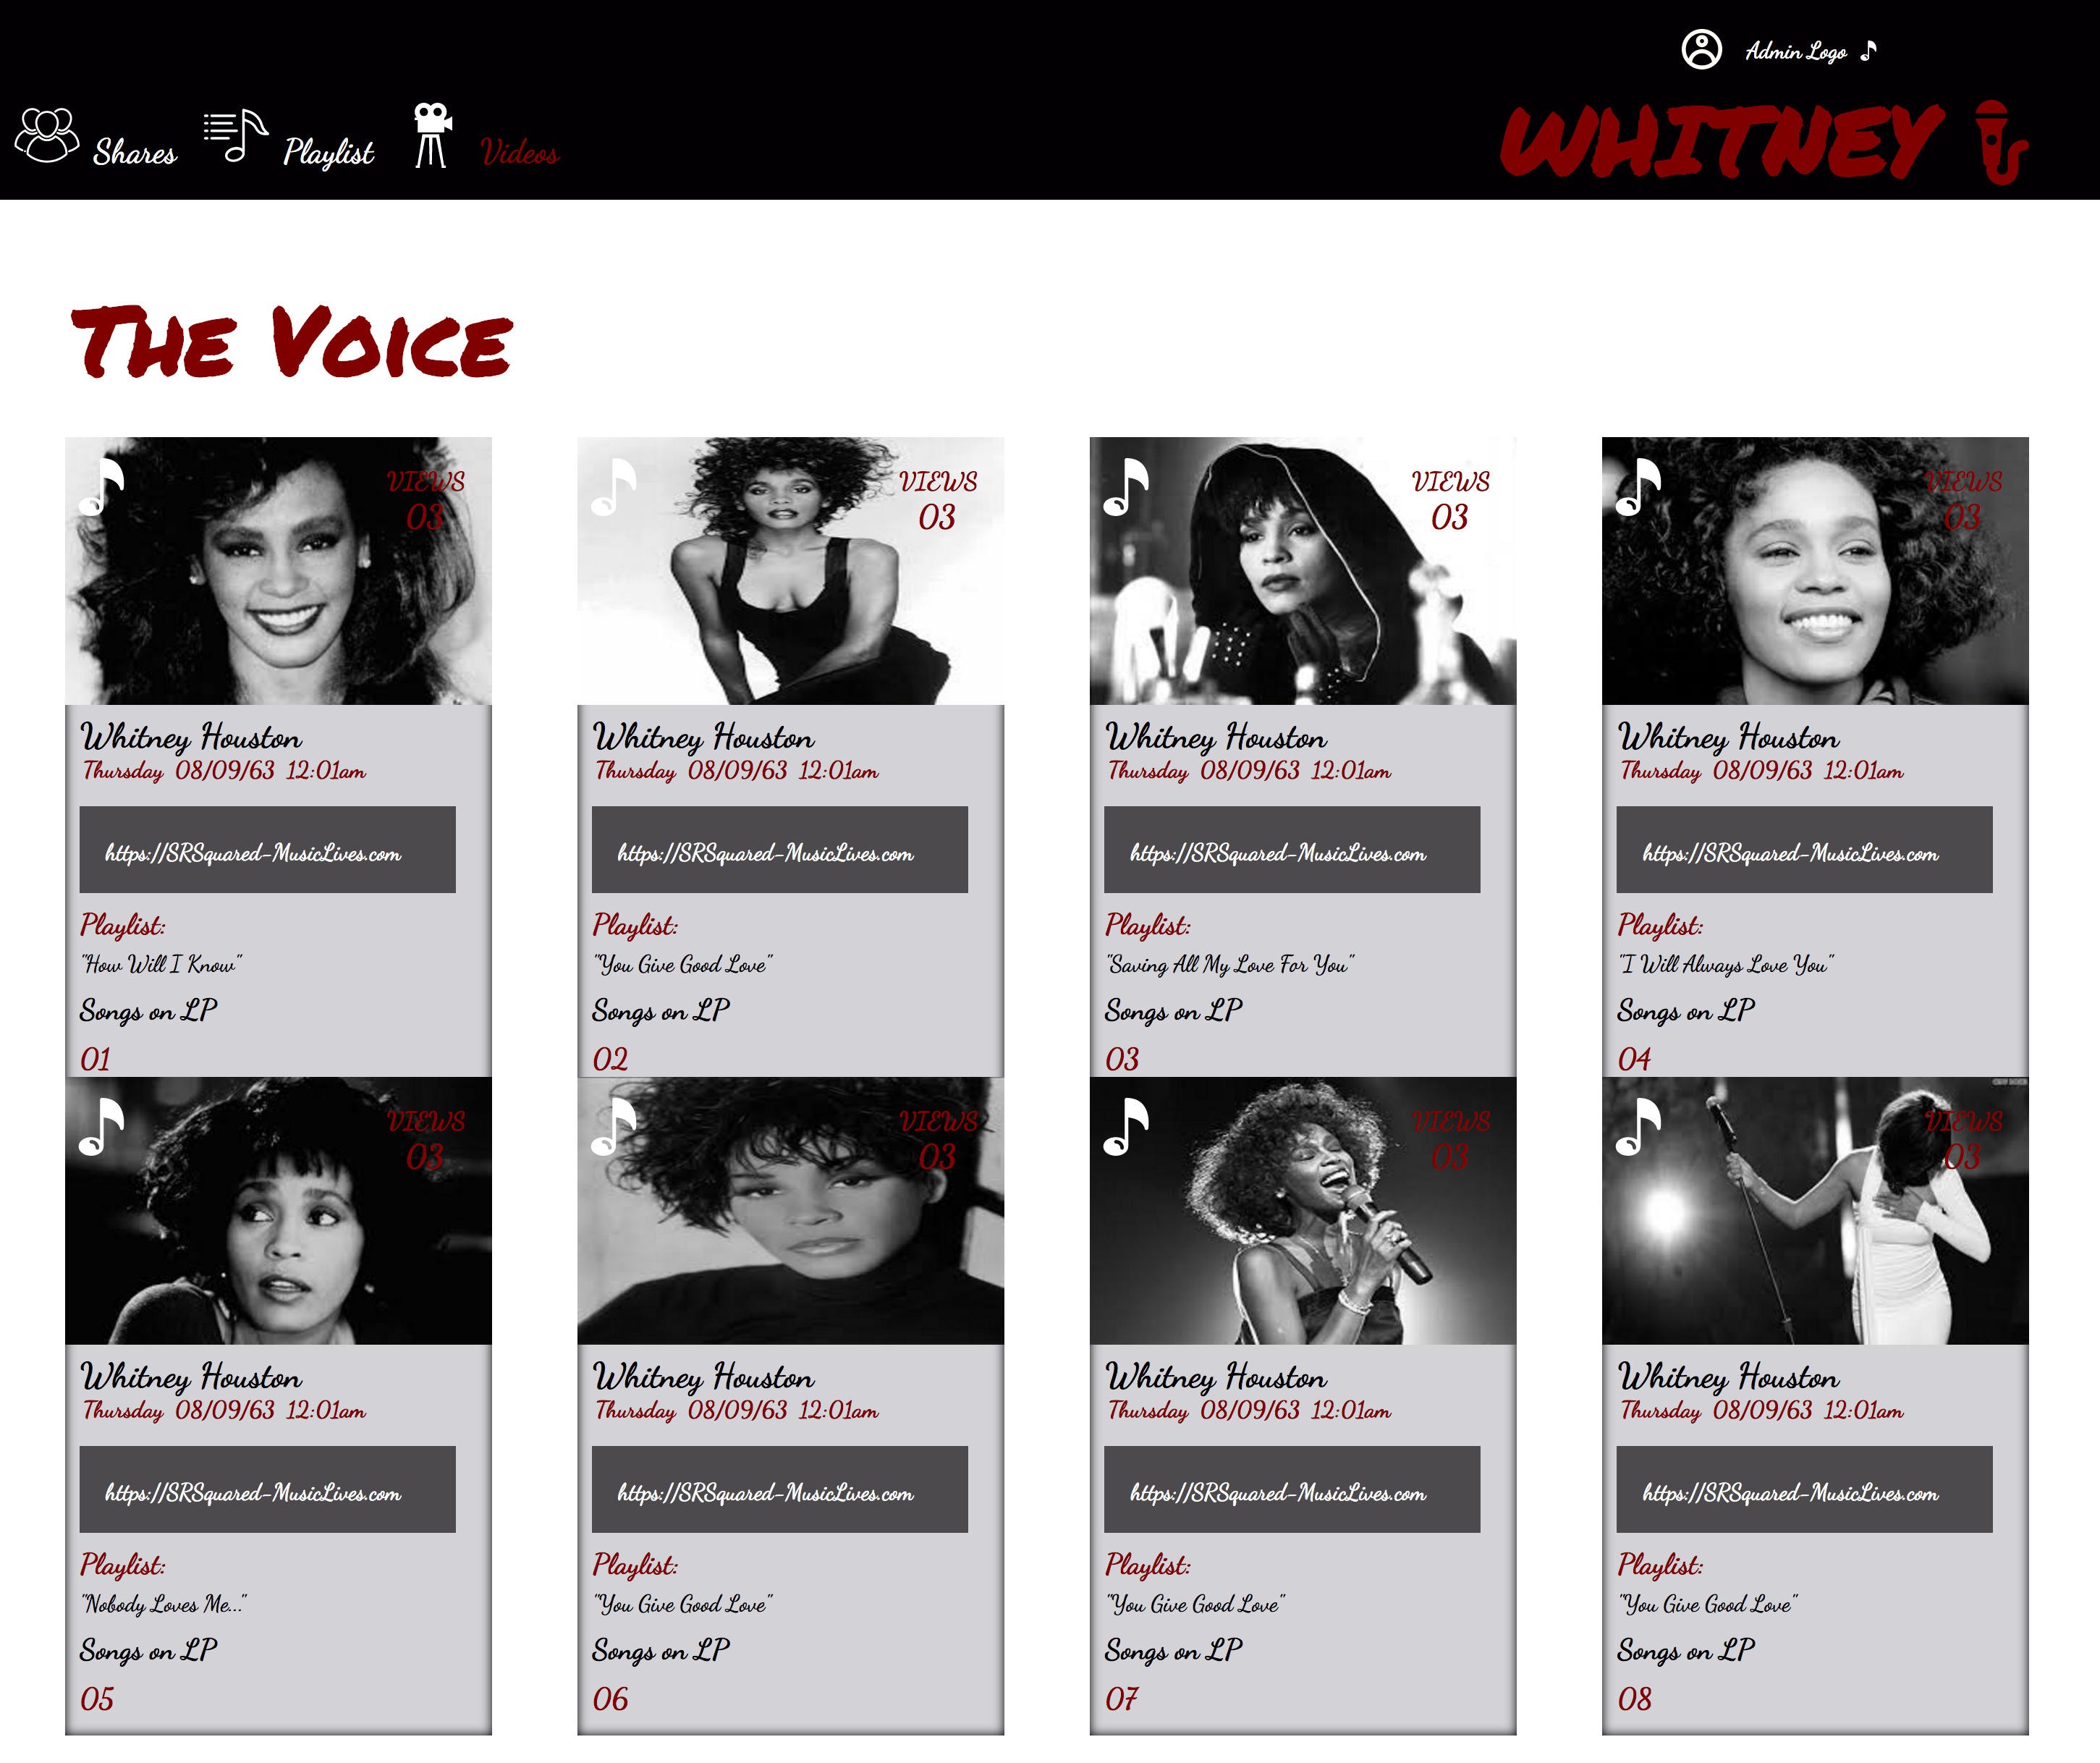 Admin Logo
Shares
Playlist
Videos
WHITNEY
THE VOICE
VIEWS
03
Whitney Houston
Thursday 08/09/63 12:01am
https://SRSquared-MusicLives.com
Playlist:
"How Will I Know"
Songs on LP
01
VIEWS
03
Whitney Houston
Thursday 08/09/63 12:01am
https://SRSquared-MusicLives.com
Playlist:
"You Give Good Love"
Songs on LP
02
VIEWS
03
Whitney Houston
Thursday 08/09/63 12:01am
https://SRSquared-MusicLives.com
Playlist:
"Saving All My Love For You"
Songs on LP
03
VIEWS
03
Whitney Houston
Thursday 08/09/63 12:01am
https://SRSquared-MusicLives.com
Playlist:
"I Will Always Love You"
Songs on LP
04
VIEWS
03
Whitney Houston
Thursday 08/09/63 12:01am
https://SRSquared-MusicLives.com
Playlist:
"Nobody Loves Me..."
Songs on LP
05
VIEWS
03
Whitney Houston
Thursday 08/09/63 12:01am
https://SRSquared-MusicLives.com
Playlist:
"You Give Good Love"
Songs on LP
06
VIEWS
03
Whitney Houston
Thursday 08/09/63 12:01am
https://SRSquared-MusicLives.com
Playlist:
"You Give Good Love"
Songs on LP
07
VIEWS
03
Whitney Houston
Thursday 08/09/63 12:01am
https://SRSquared-MusicLives.com
Playlist:
"You Give Good Love"
Songs on LP
08